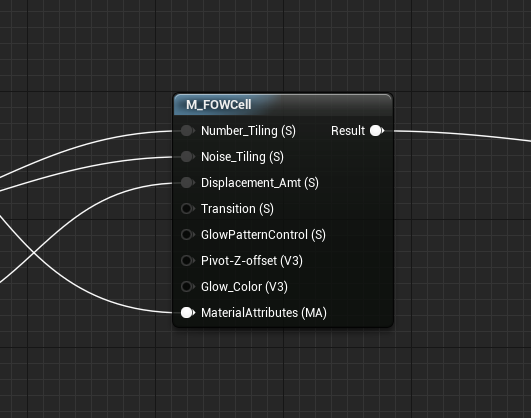 M_FOWCell
Number_Tiling (S) Result
Noise_Tiling (S)
Displacement_Amt (S)
Transition (S)
GlowPatternControl (S)
Pivot-Z-offset (V3)
Glow_Color (V3)
MaterialAttributes (MA)